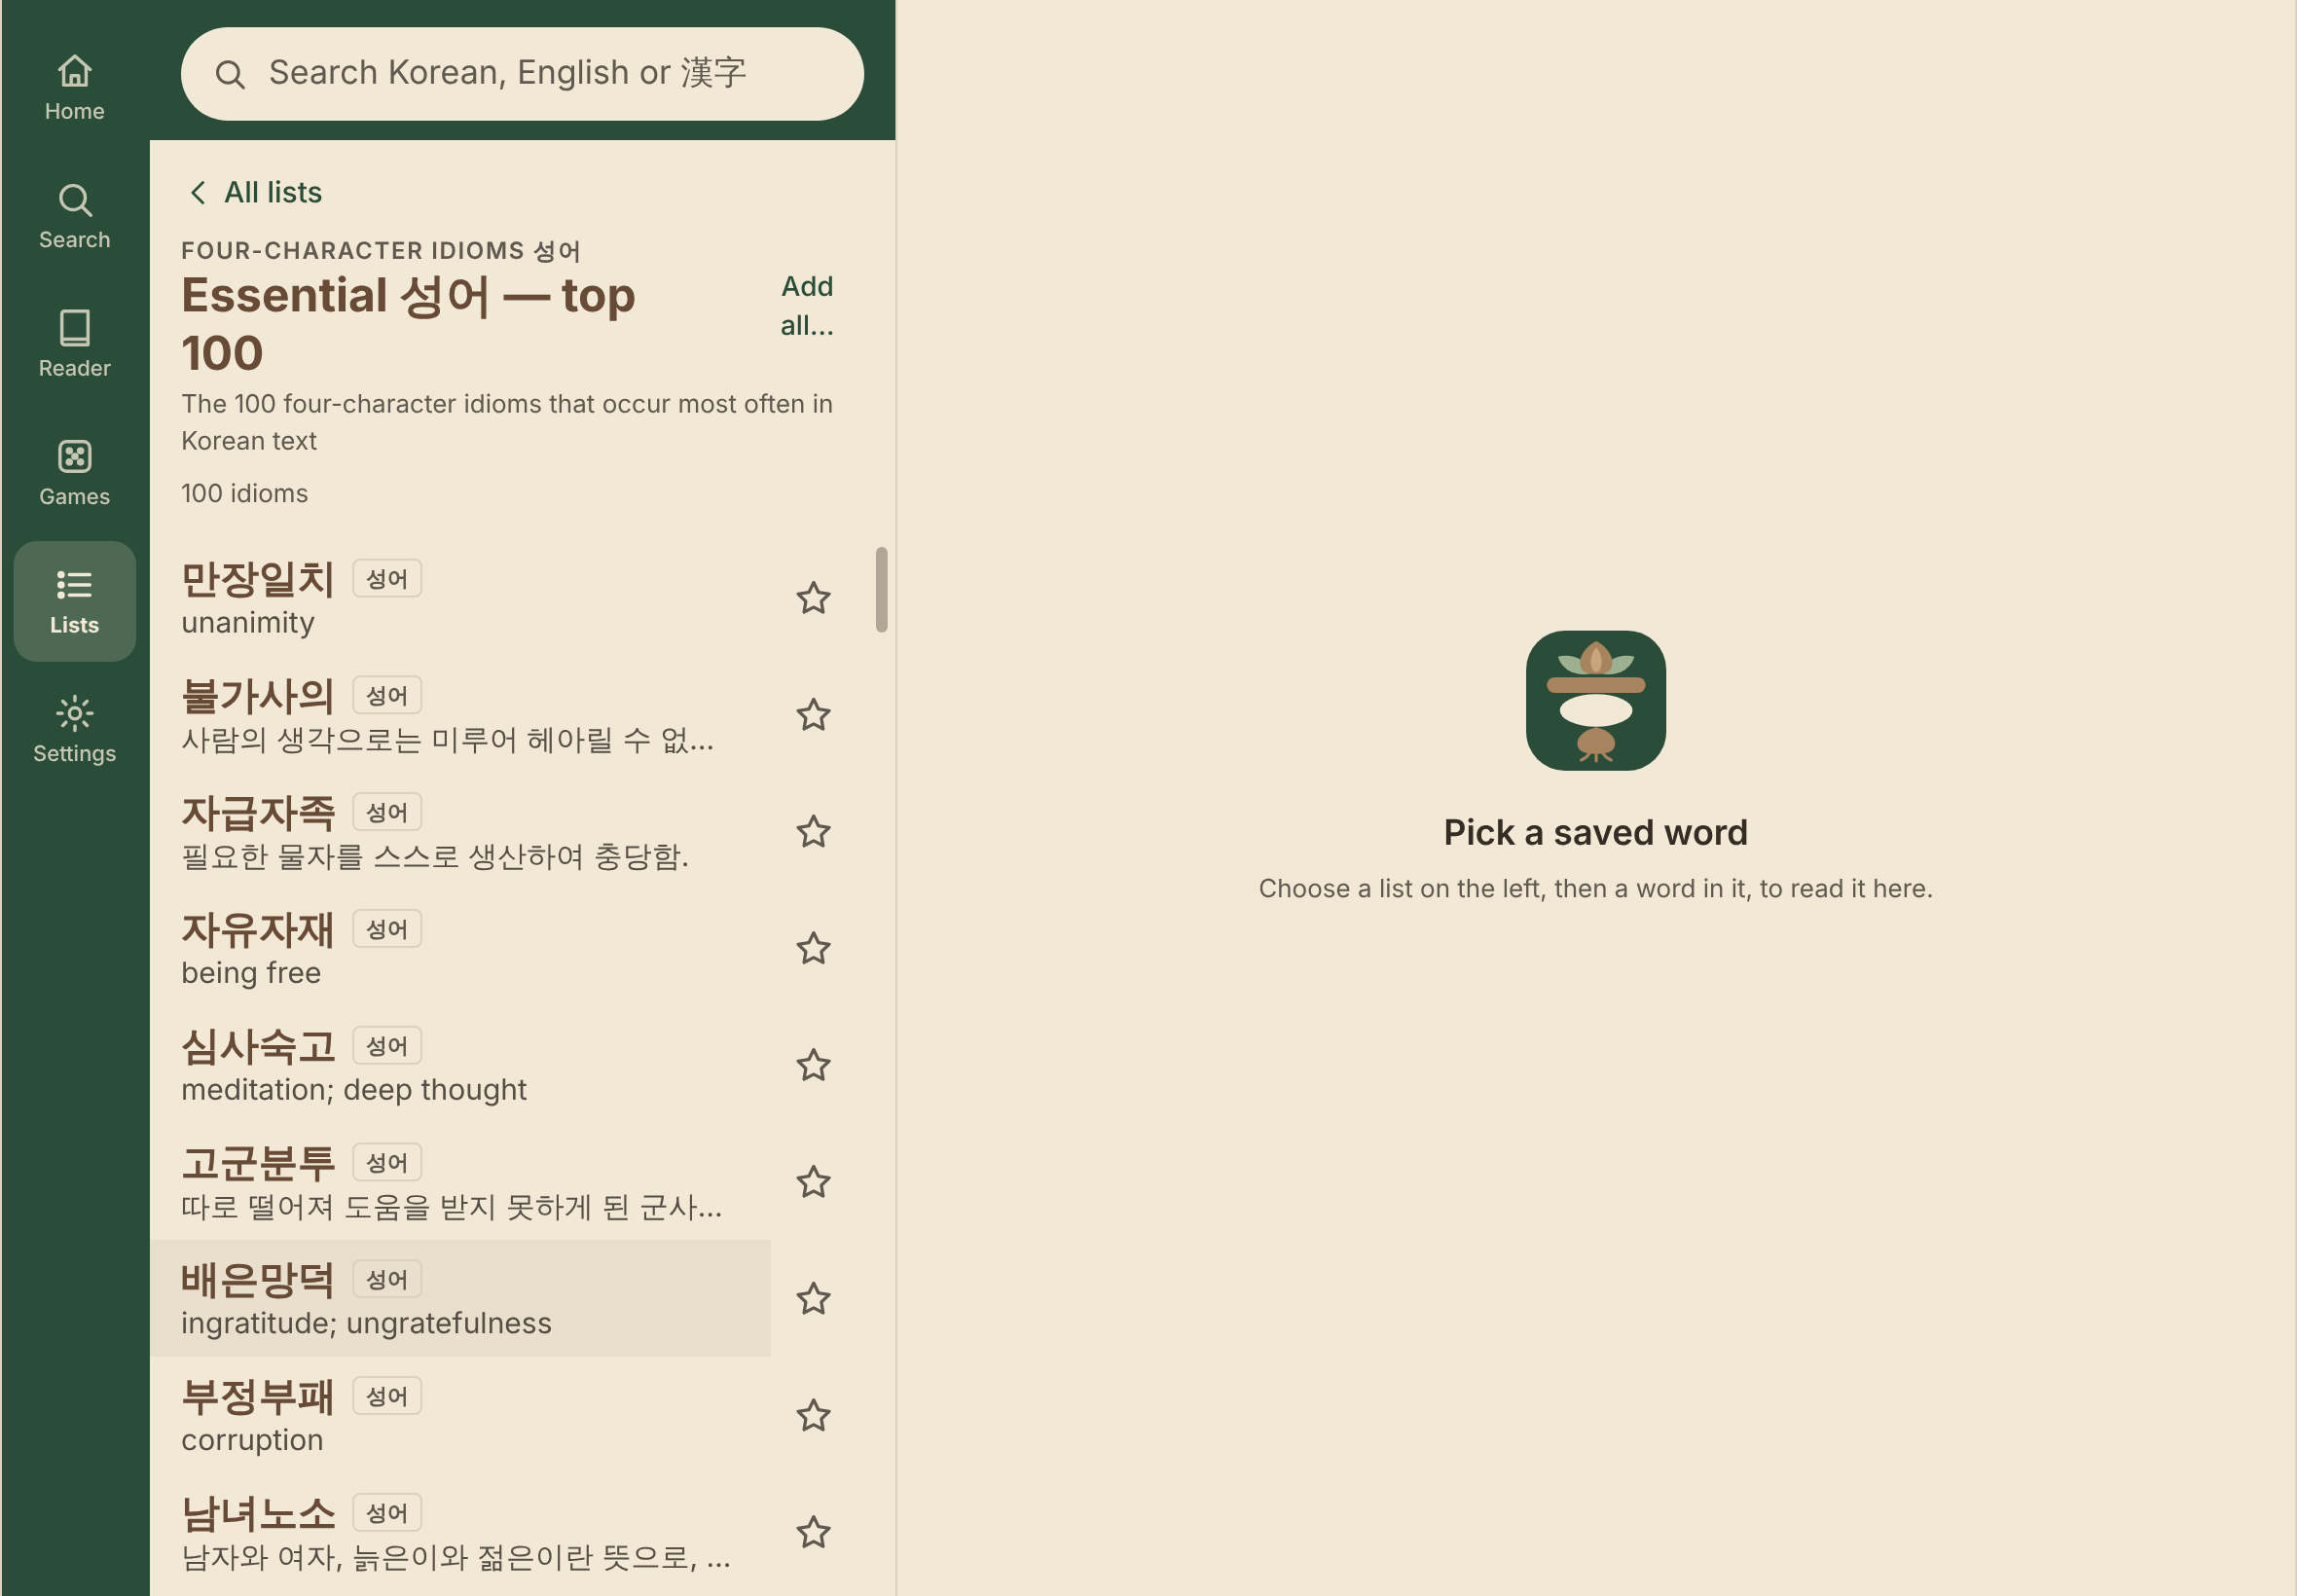 Home
Search
Reader
Games
Lists
Settings
Search Korean, English or 漢字
All lists
FOUR-CHARACTER IDIOMS 성어
Essential 성어 — top
100
Add
all...
The 100 four-character idioms that occur most often in
Korean text
100 idioms
만장일치 성어
unanimity
불가사의 성어
사람의 생각으로는 미루어 헤아릴 수 없...
자급자족 성어
필요한 물자를 스스로 생산하여 충당함.
자유자재 성어
being free
심사숙고 성어
meditation; deep thought
고군분투 성어
따로 떨어져 도움을 받지 못하게 된 군사...
배은망덕 성어
ingratitude; ungratefulness
부정부패 성어
corruption
남녀노소 성어
남자와 여자, 늙은이와 젊은이란 뜻으로, ...
Pick a saved word
Choose a list on the left, then a word in it, to read it here.